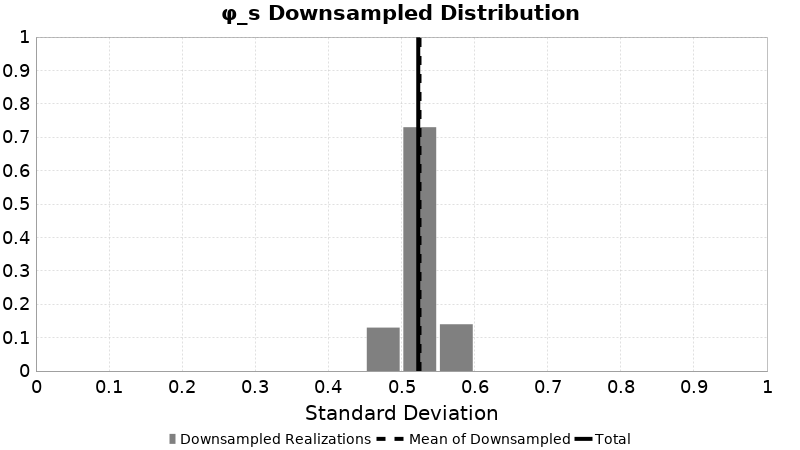 φ_s Downsampled Distribution
1
0.9
0.8
0.7
0.6
0.5
0.4
0.3
0.2
0.1
0
0 0.1 0.2 0.3 0.4 0.5 0.6 0.7 0.8 0.9 1
Standard Deviation
Downsampled Realizations Mean of Downsampled Total